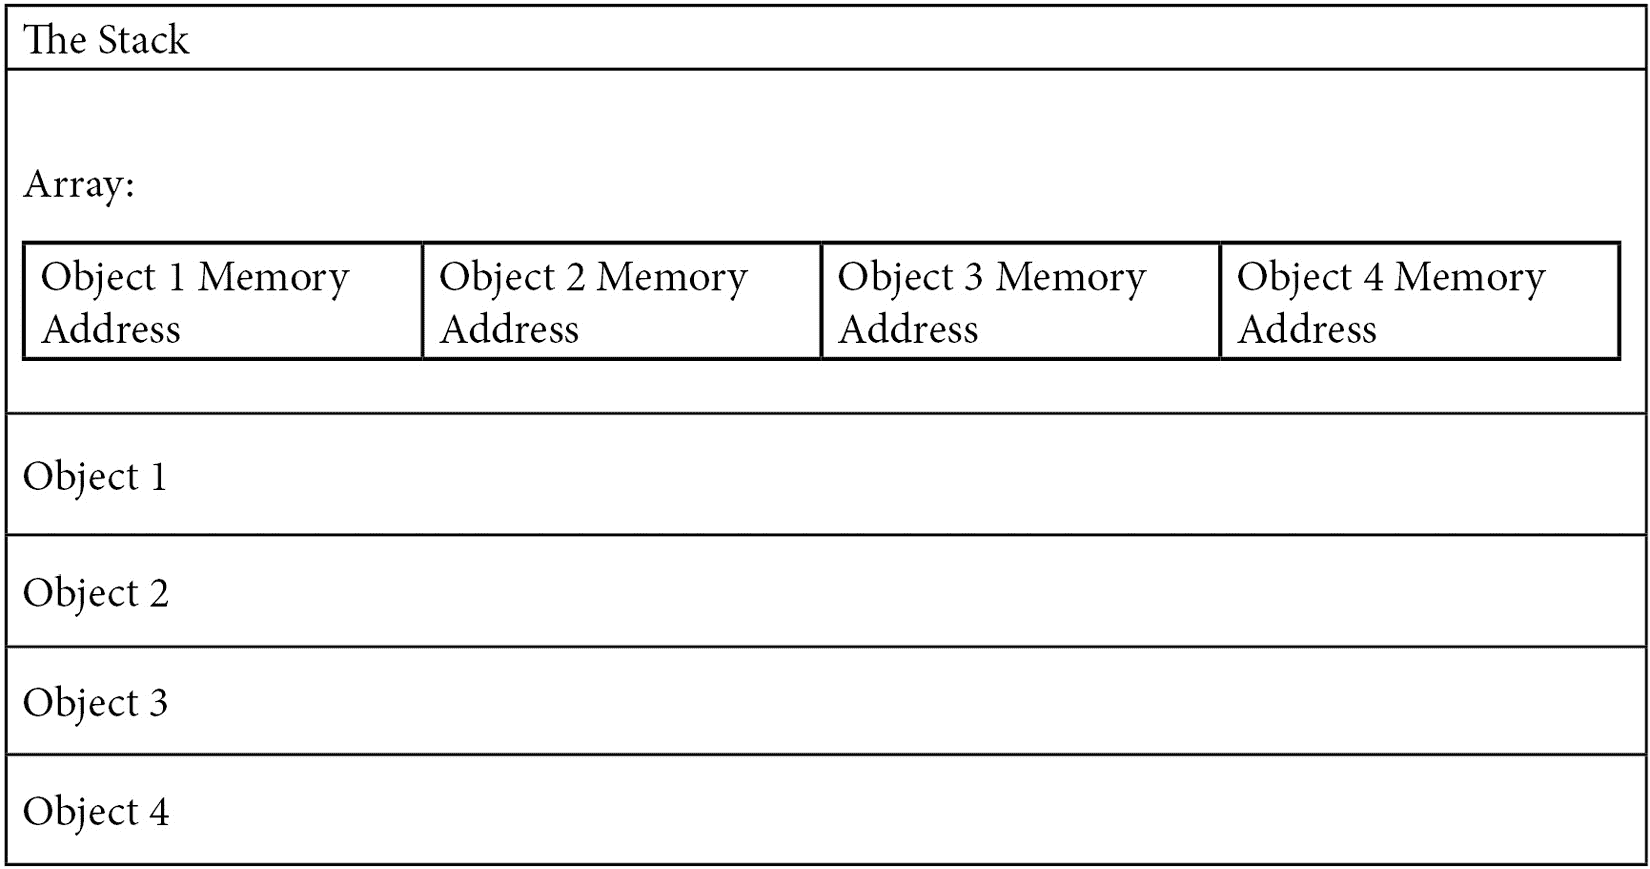 The Stack
Array:
Object 1 Memory
Address
Object 2 Memory
Address
Object 3 Memory
Address
Object 4 Memory
Address
Object 1
Object 2
Object 3
Object 4